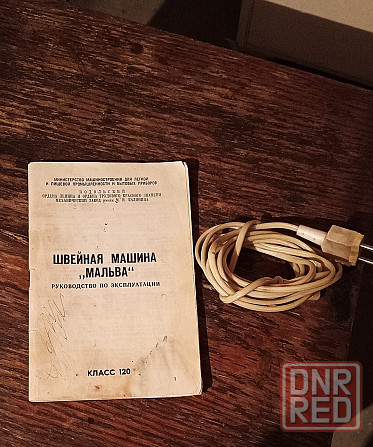 МИНИСТЕРСТВО МАШИНОСТРОЕНИЯ ДЛЯ ЛЕГКОЙ
И ПИЩЕВОЙ ПРОМЫШЛЕННОСТИ И БЫТОВЫХ ПРИБОРОВ
ПОДОЛЬСКИЙ
ОРДЕНА ЛЕНИНА И ОРДЕНА ТРУДОВОГО КРАСНОГО ЗНАМЕНИ
МЕХАНИЧЕСКИЙ ЗАВОД имени М. И. КАЛИНИНА
ШВЕЙНАЯ МАШИНА
„МАЛЬВА“
РУКОВОДСТВО ПО ЭКСПЛУАТАЦИИ
КЛАСС 120
DNR
RED